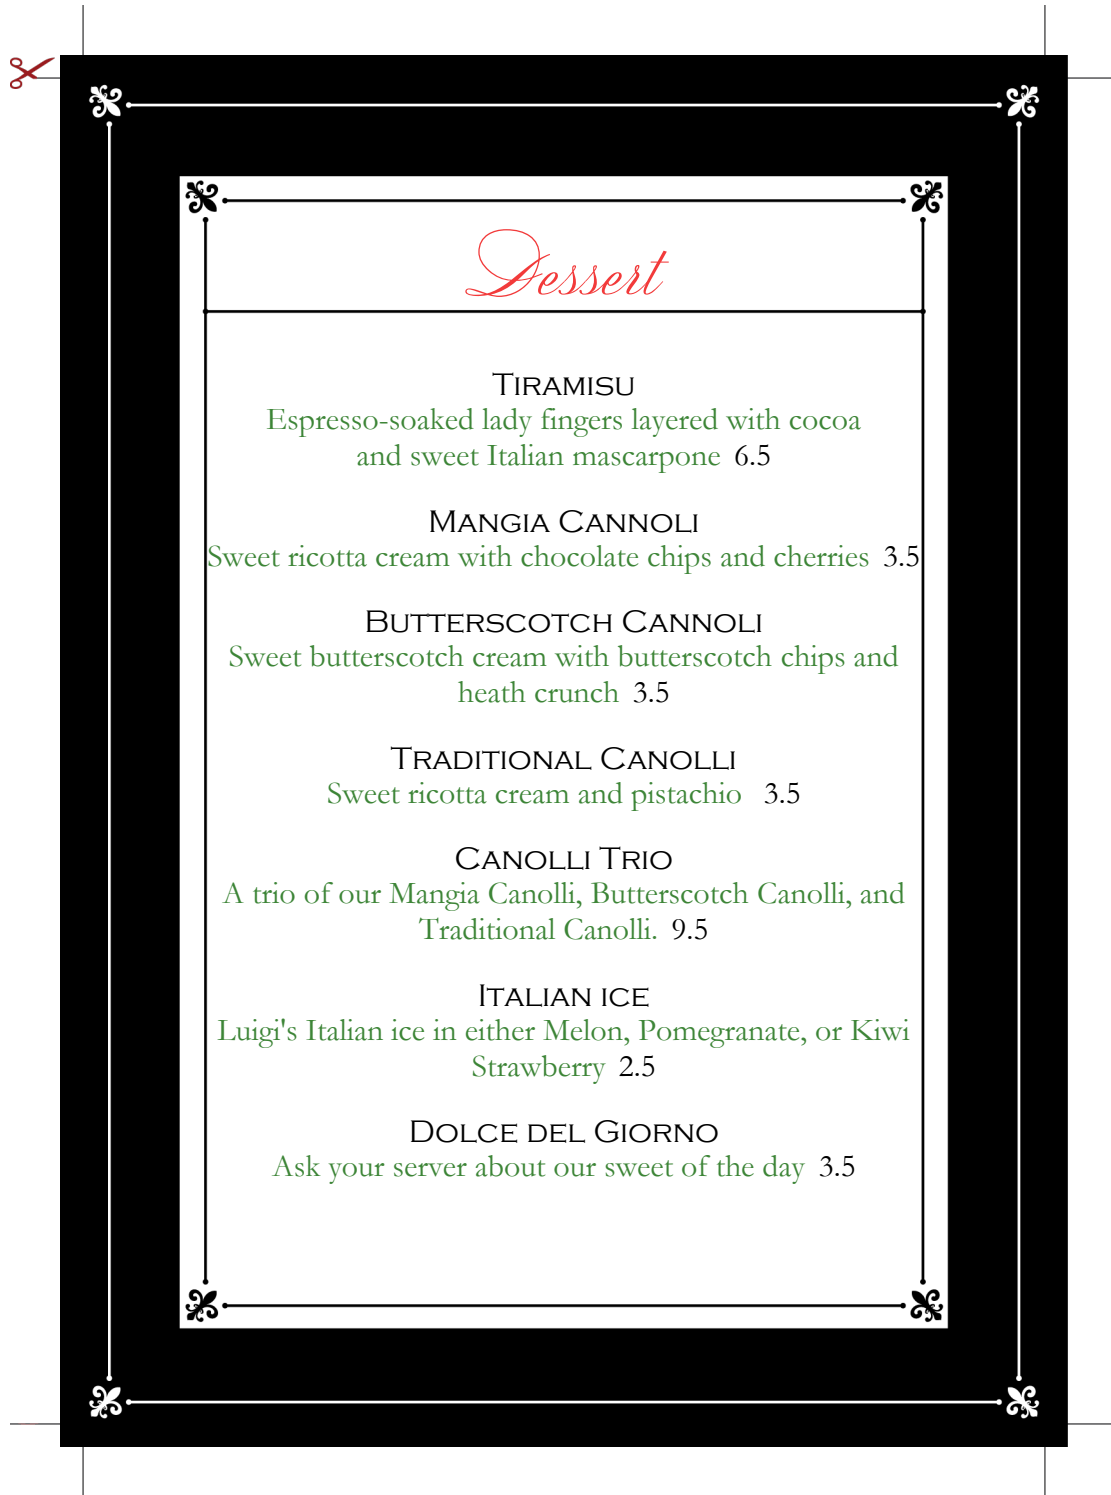 Dessert
Tiramisu
Espresso-soaked lady fingers layered with cocoa
and sweet Italian mascarpone 6.5
Mangia Cannoli
Sweet ricotta cream with chocolate chips and cherries 3.5
Butterscotch Cannoli
Sweet butterscotch cream with butterscotch chips and
heath crunch 3.5
Traditional Canolli
Sweet ricotta cream and pistachio 3.5
Canolli Trio
A trio of our Mangia Canolli, Butterscotch Canolli, and
Traditional Canolli. 9.5
Italian ice
Luigi's Italian ice in either Melon, Pomegranate, or Kiwi
Strawberry 2.5
Dolce del Giorno
Ask your server about our sweet of the day 3.5